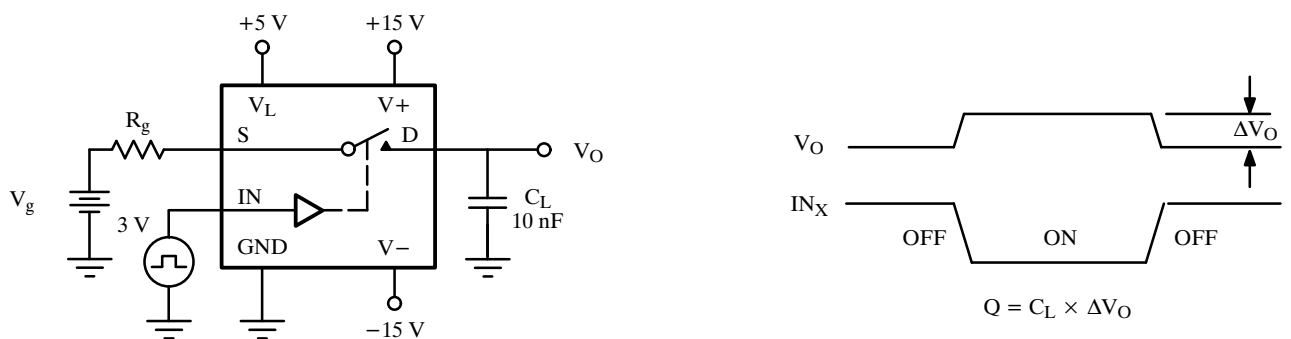 +5 V
+15 V
V_L
V+
R_g
S
D
V_O
V_g
IN
C_L
10 nF
3 V
GND
V−
−15 V
V_O
ΔV_O
IN_X
OFF
ON
OFF
Q = C_L × ΔV_O